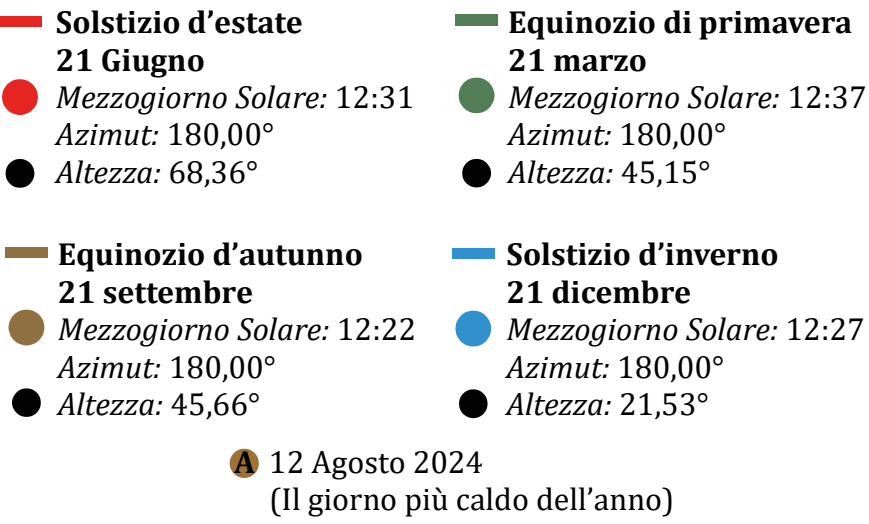 Solstizio d'estate
21 Giugno
Mezzogiorno Solare: 12:31
Azimut: 180,00°
Altezza: 68,36°
Equinozio di primavera
21 marzo
Mezzogiorno Solare: 12:37
Azimut: 180,00°
Altezza: 45,15°
Equinozio d'autunno
21 settembre
Mezzogiorno Solare: 12:22
Azimut: 180,00°
Altezza: 45,66°
Solstizio d'inverno
21 dicembre
Mezzogiorno Solare: 12:27
Azimut: 180,00°
Altezza: 21,53°
A 12 Agosto 2024
(Il giorno più caldo dell'anno)